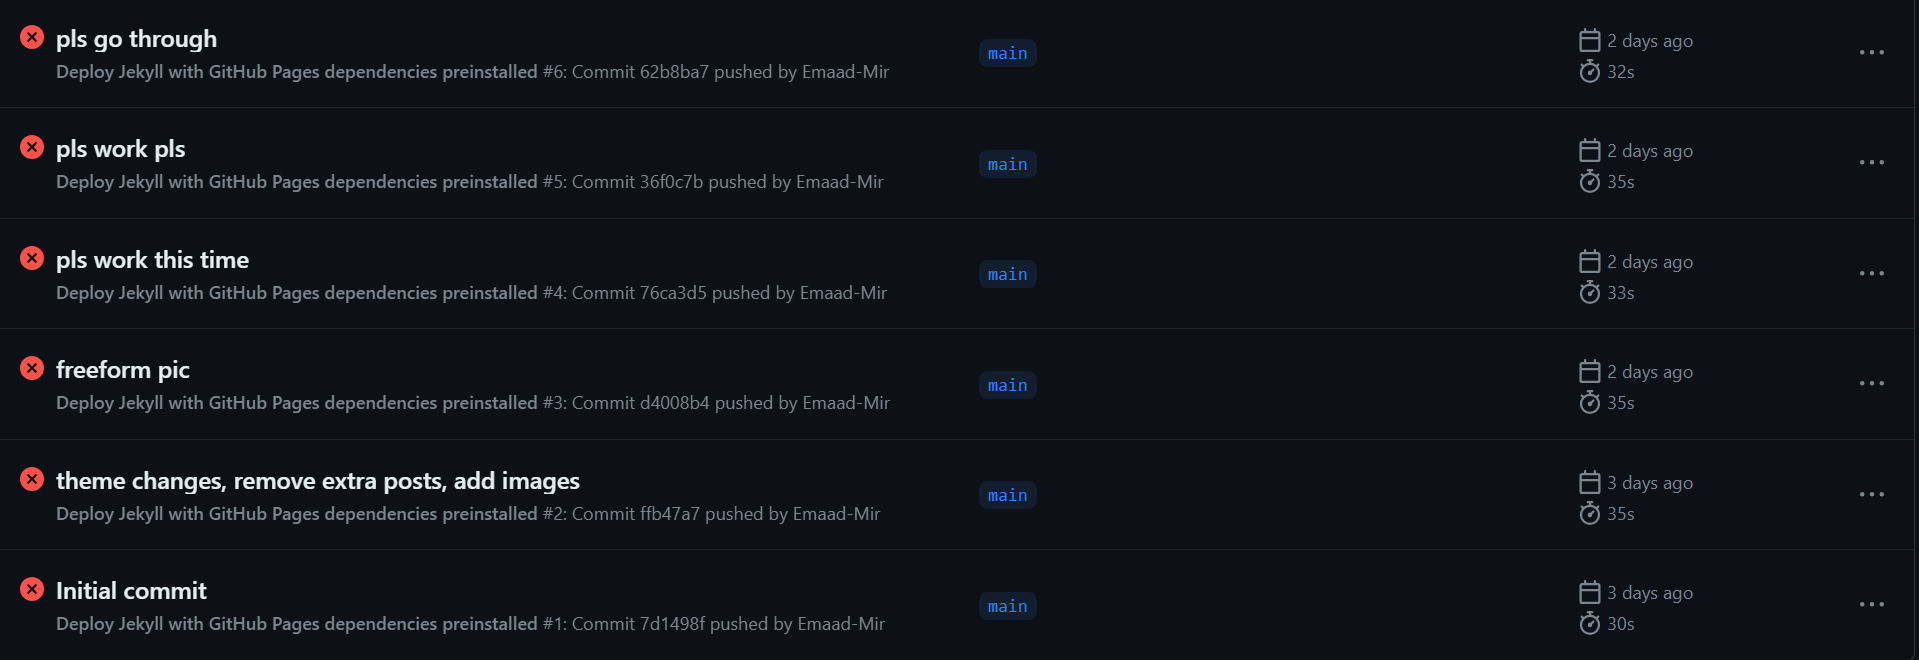 pls go through
Deploy Jekyll with GitHub Pages dependencies preinstalled #6: Commit 62b8ba7 pushed by Emaad-Mir
main
2 days ago
32s
pls work pls
Deploy Jekyll with GitHub Pages dependencies preinstalled #5: Commit 36f0c7b pushed by Emaad-Mir
main
2 days ago
35s
pls work this time
Deploy Jekyll with GitHub Pages dependencies preinstalled #4: Commit 76ca3d5 pushed by Emaad-Mir
main
2 days ago
33s
freeform pic
Deploy Jekyll with GitHub Pages dependencies preinstalled #3: Commit d4008b4 pushed by Emaad-Mir
main
2 days ago
35s
theme changes, remove extra posts, add images
Deploy Jekyll with GitHub Pages dependencies preinstalled #2: Commit ffb47a7 pushed by Emaad-Mir
main
3 days ago
35s
Initial commit
Deploy Jekyll with GitHub Pages dependencies preinstalled #1: Commit 7d1498f pushed by Emaad-Mir
main
3 days ago
30s